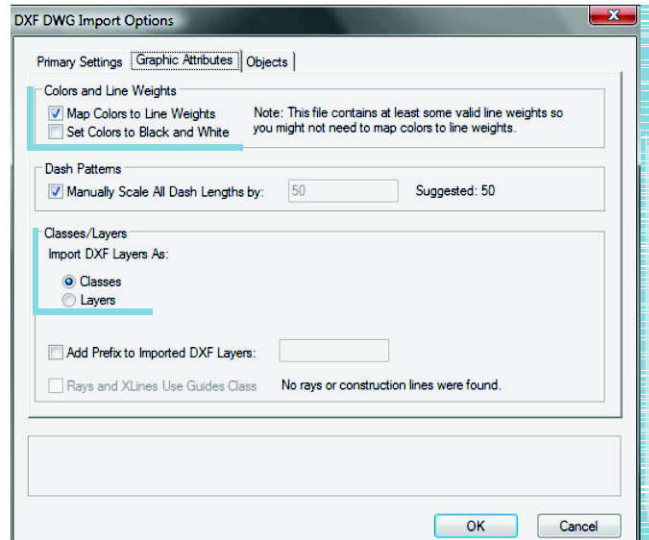 DXF DWG Import Options
Primary Settings Graphic Attributes Objects
Colors and Line Weights
Map Colors to Line Weights
Set Colors to Black and White
Note: This file contains at least some valid line weights so
you might not need to map colors to line weights.
Dash Patterns
Manually Scale All Dash Lengths by: 50 Suggested: 50
Classes/Layers
Import DXF Layers As:
Classes
Layers
Add Prefix to Imported DXF Layers:
Rays and XLines Use Guides Class No rays or construction lines were found.
OK Cancel